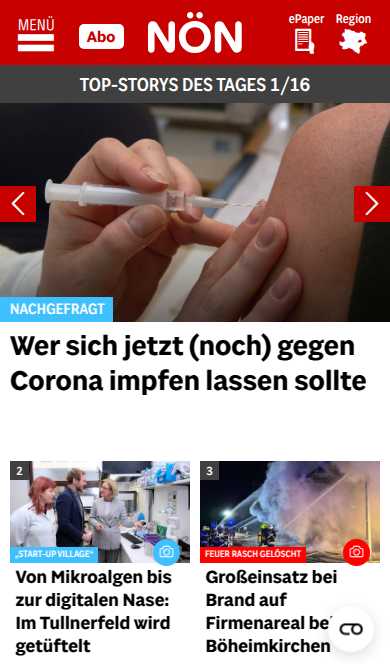 MENÜ
Abo
NÖN
ePaper
Region
TOP-STORYS DES TAGES 1/16
NACHGEFRAGT
Wer sich jetzt (noch) gegen
Corona impfen lassen sollte
2
„START-UP VILLAGE“
3
FEUER RASCH GELÖSCHT
Von Mikroalgen bis
zur digitalen Nase:
Im Tullnerfeld wird
getüftelt
Großeinsatz bei
Brand auf
Firmenareal bei
Böheimkirchen